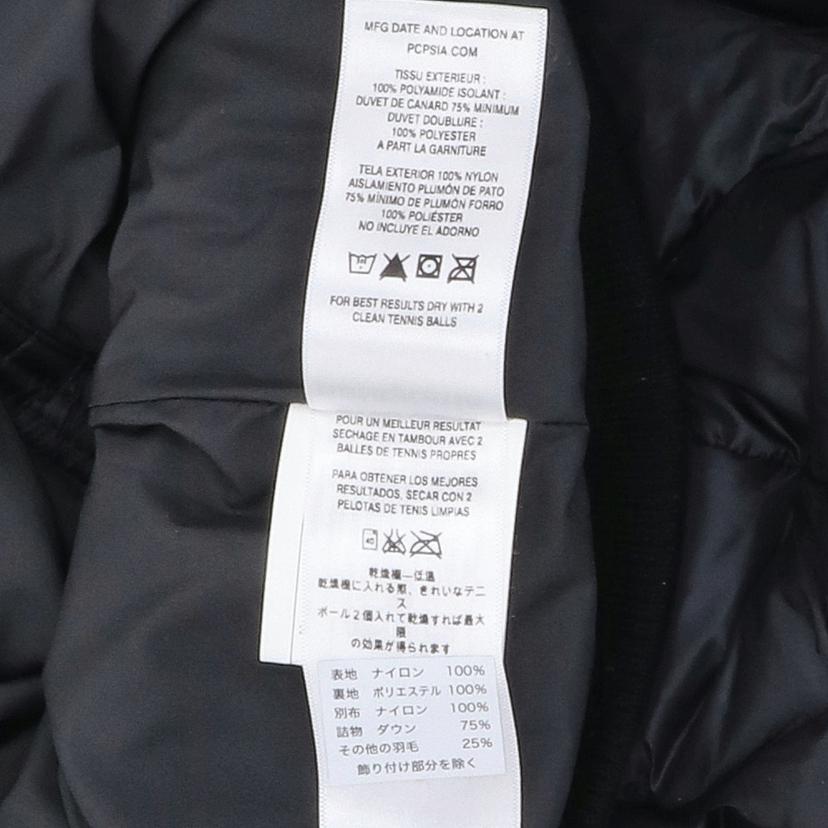 MFG DATE AND LOCATION AT
PCPSIA.COM
TISSU EXTERIEUR :
100% POLYAMIDE ISOLANT :
DUVET DE CANARD 75% MINIMUM
DUVET DOUBLURE :
100% POLYESTER
A PART LA GARNITURE
TELA EXTERIOR 100% NYLON
AISLAMIENTO PLUMÓN DE PATO
75% MÍNIMO DE PLUMÓN FORRO
100% POLIÉSTER
NO INCLUYE EL ADORNO
FOR BEST RESULTS DRY WITH 2
CLEAN TENNIS BALLS
POUR UN MEILLEUR RESULTAT
SECHAGE EN TAMBOUR AVEC 2
BALLES DE TENNIS PROPRES
PARA OBTENER LOS MEJORES
RESULTADOS, SECAR CON 2
PELOTAS DE TENIS LIMPIAS
乾燥機—低温
乾燥機に入れる際、きれいなテニ
ス
ボール2個入れて乾燥すれば最大
限
の効果が得られます
表地 ナイロン 100%
裏地 ポリエステル 100%
別布 ナイロン 100%
詰物 ダウン 75%
その他の羽毛 25%
飾り付け部分を除く